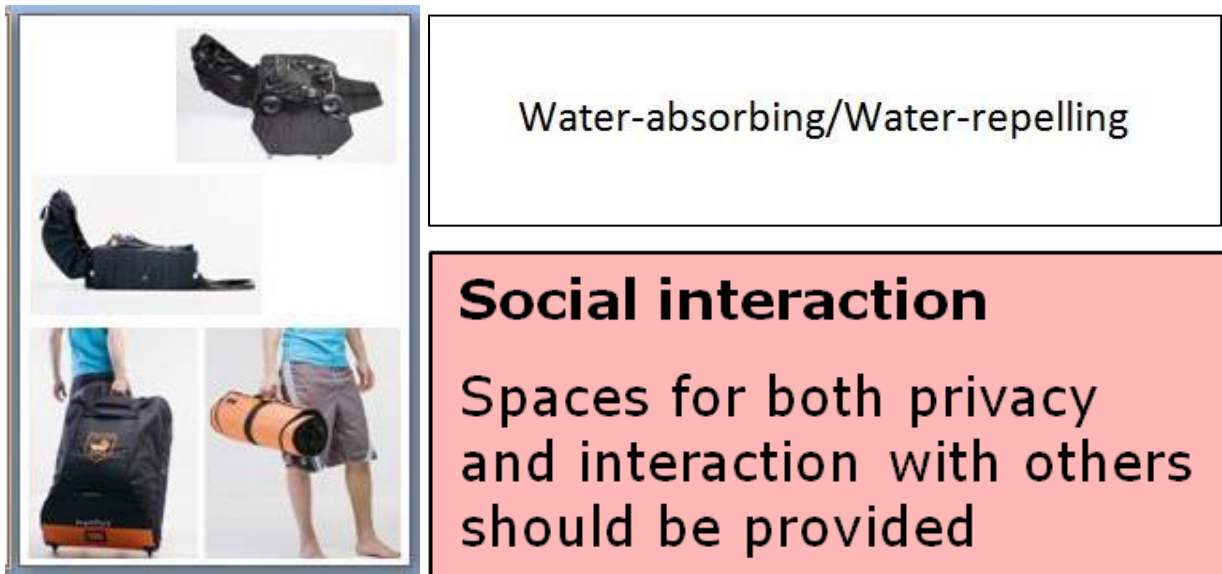 Water-absorbing/Water-repelling
Social interaction
Spaces for both privacy
and interaction with others
should be provided